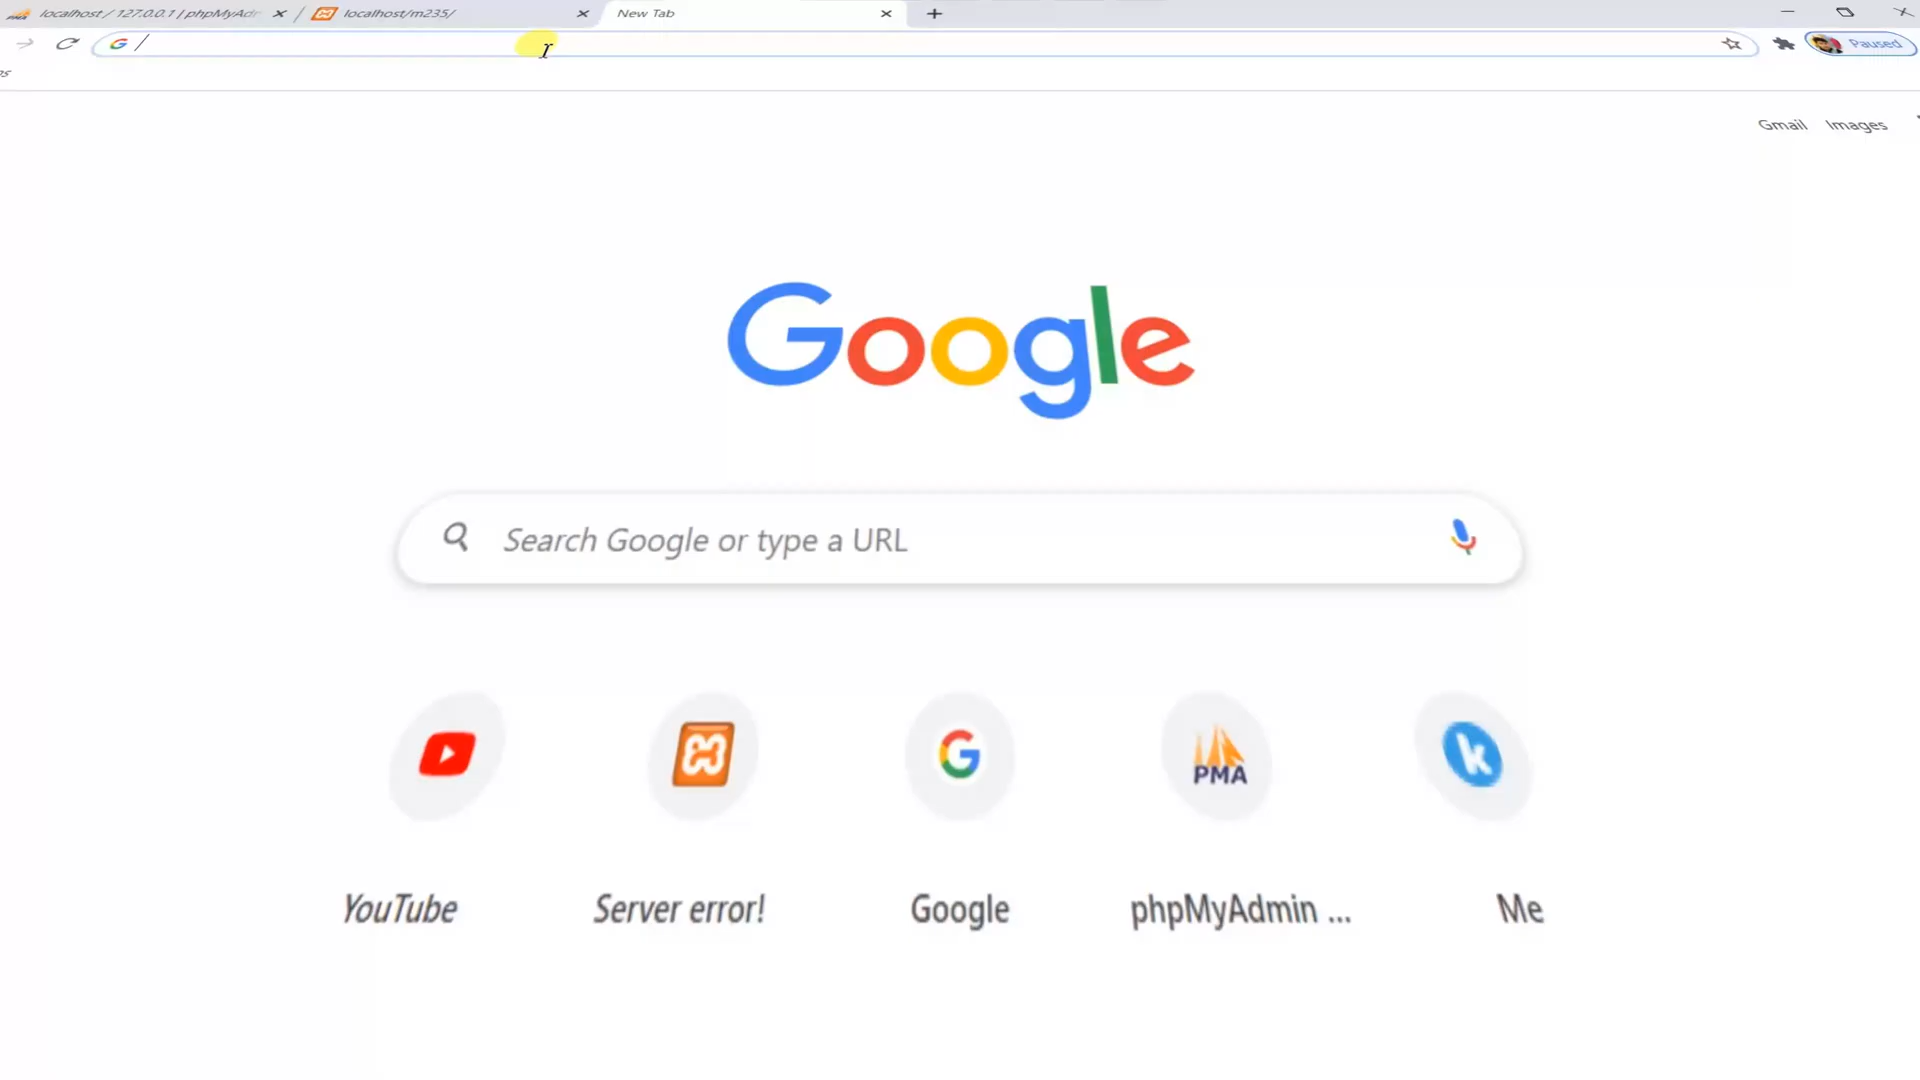 localhost / 127.0.0.1 | phpMyAdr
localhost/m235/
New Tab
Paused
Gmail Images
Google
Search Google or type a URL
PMA
YouTube
Server error!
Google
phpMyAdmin ...
Me